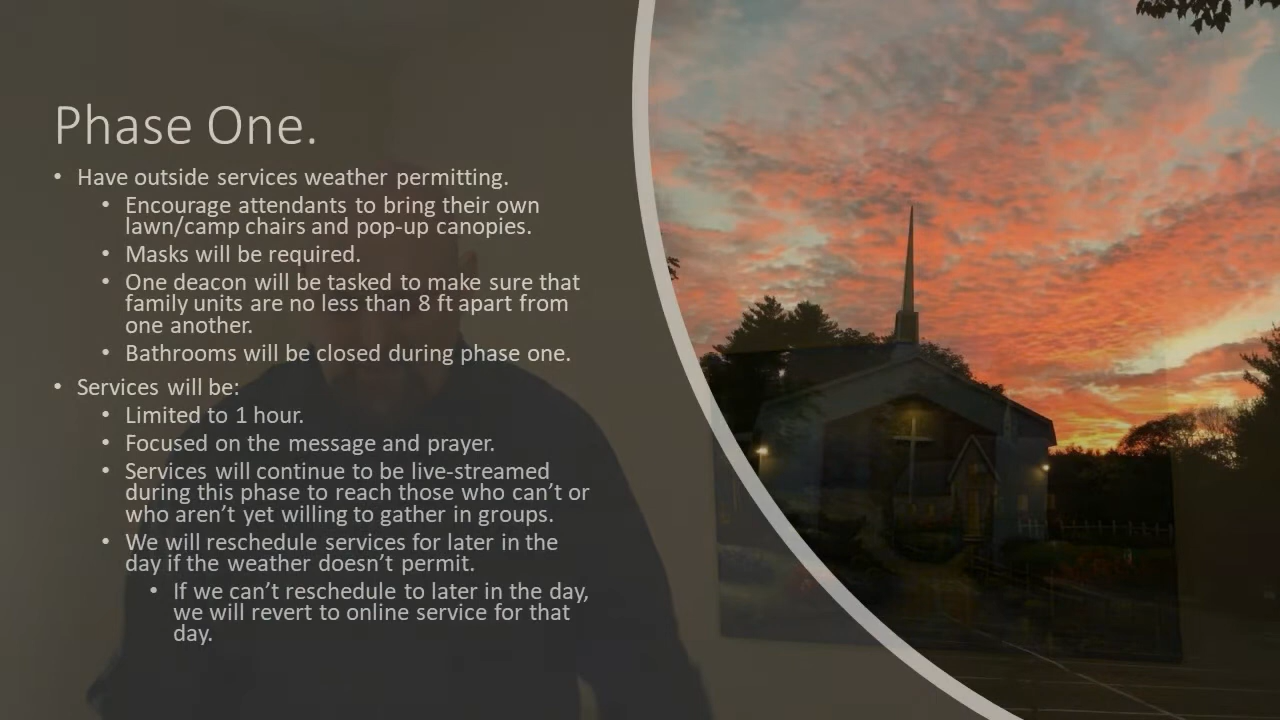 Phase One.
• Have outside services weather permitting.
• Encourage attendants to bring their own
lawn/camp chairs and pop-up canopies.
• Masks will be required.
• One deacon will be tasked to make sure that
family units are no less than 8 ft apart from
one another.
• Bathrooms will be closed during phase one.
• Services will be:
• Limited to 1 hour.
• Focused on the message and prayer.
• Services will continue to be live-streamed
during this phase to reach those who can’t or
who aren’t yet willing to gather in groups.
• We will reschedule services for later in the
day if the weather doesn’t permit.
• If we can’t reschedule to later in the day,
we will revert to online service for that
day.